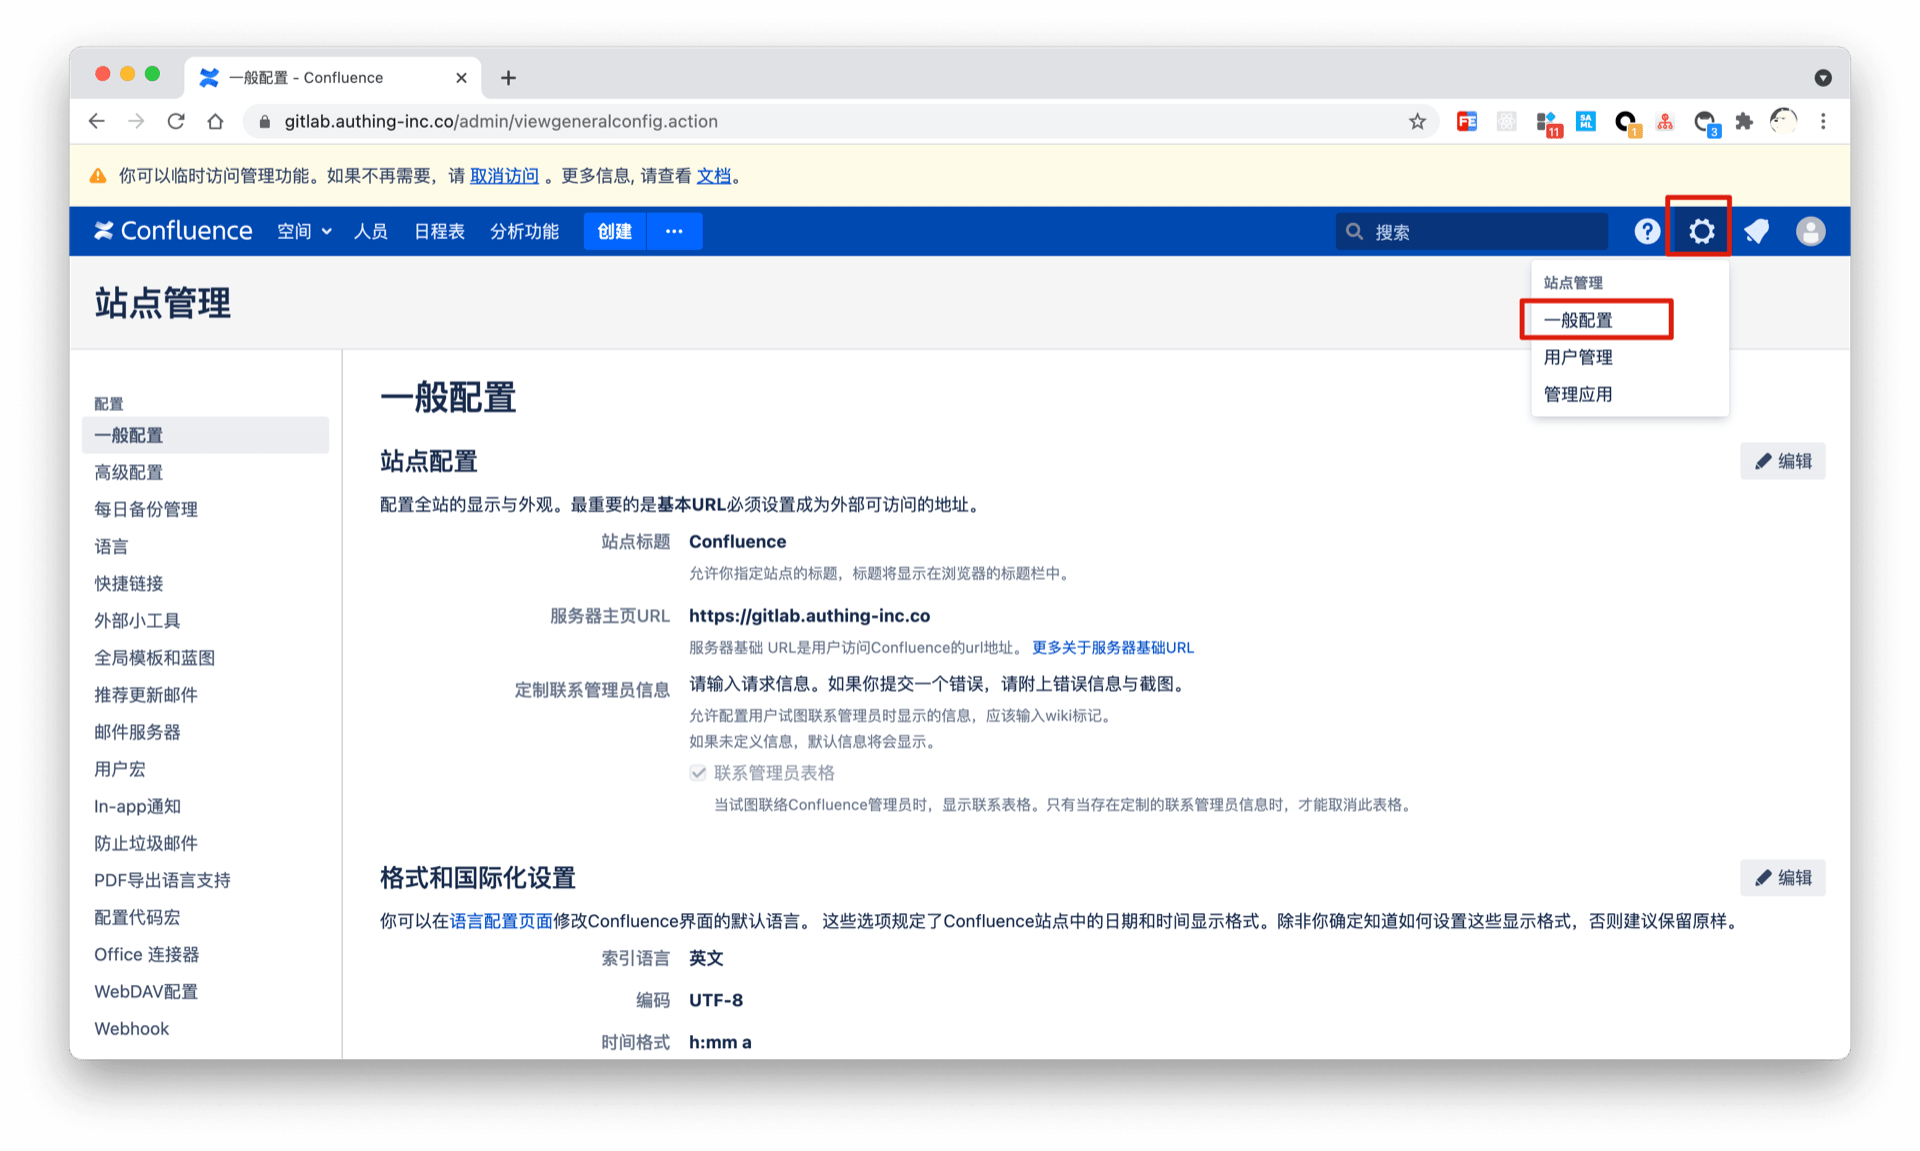 一般配置 - Confluence
gitlab.authing-inc.co/admin/viewgeneralconfig.action
FE
11
SA
ML
1
3
你可以临时访问管理功能。如果不再需要，请 取消访问 。更多信息, 请查看 文档。
Confluence 空间 人员 日程表 分析功能 创建 ··· 搜索
站点管理
站点管理
一般配置
用户管理
管理应用
配置
一般配置
高级配置
每日备份管理
语言
快捷链接
外部小工具
全局模板和蓝图
推荐更新邮件
邮件服务器
用户宏
In-app通知
防止垃圾邮件
PDF导出语言支持
配置代码宏
Office 连接器
WebDAV配置
Webhook
一般配置
站点配置
编辑
配置全站的显示与外观。最重要的是基本URL必须设置成为外部可访问的地址。
站点标题 Confluence
允许你指定站点的标题，标题将显示在浏览器的标题栏中。
服务器主页URL https://gitlab.authing-inc.co
服务器基础 URL是用户访问Confluence的url地址。 更多关于服务器基础URL
定制联系管理员信息 请输入请求信息。如果你提交一个错误，请附上错误信息与截图。
允许配置用户试图联系管理员时显示的信息，应该输入wiki标记。
如果未定义信息，默认信息将会显示。
联系管理员表格
当试图联络Confluence管理员时，显示联系表格。只有当存在定制的联系管理员信息时，才能取消此表格。
格式和国际化设置
编辑
你可以在语言配置页面修改Confluence界面的默认语言。 这些选项规定了Confluence站点中的日期和时间显示格式。除非你确定知道如何设置这些显示格式，否则建议保留原样。
索引语言 英文
编码 UTF-8
时间格式 h:mm a